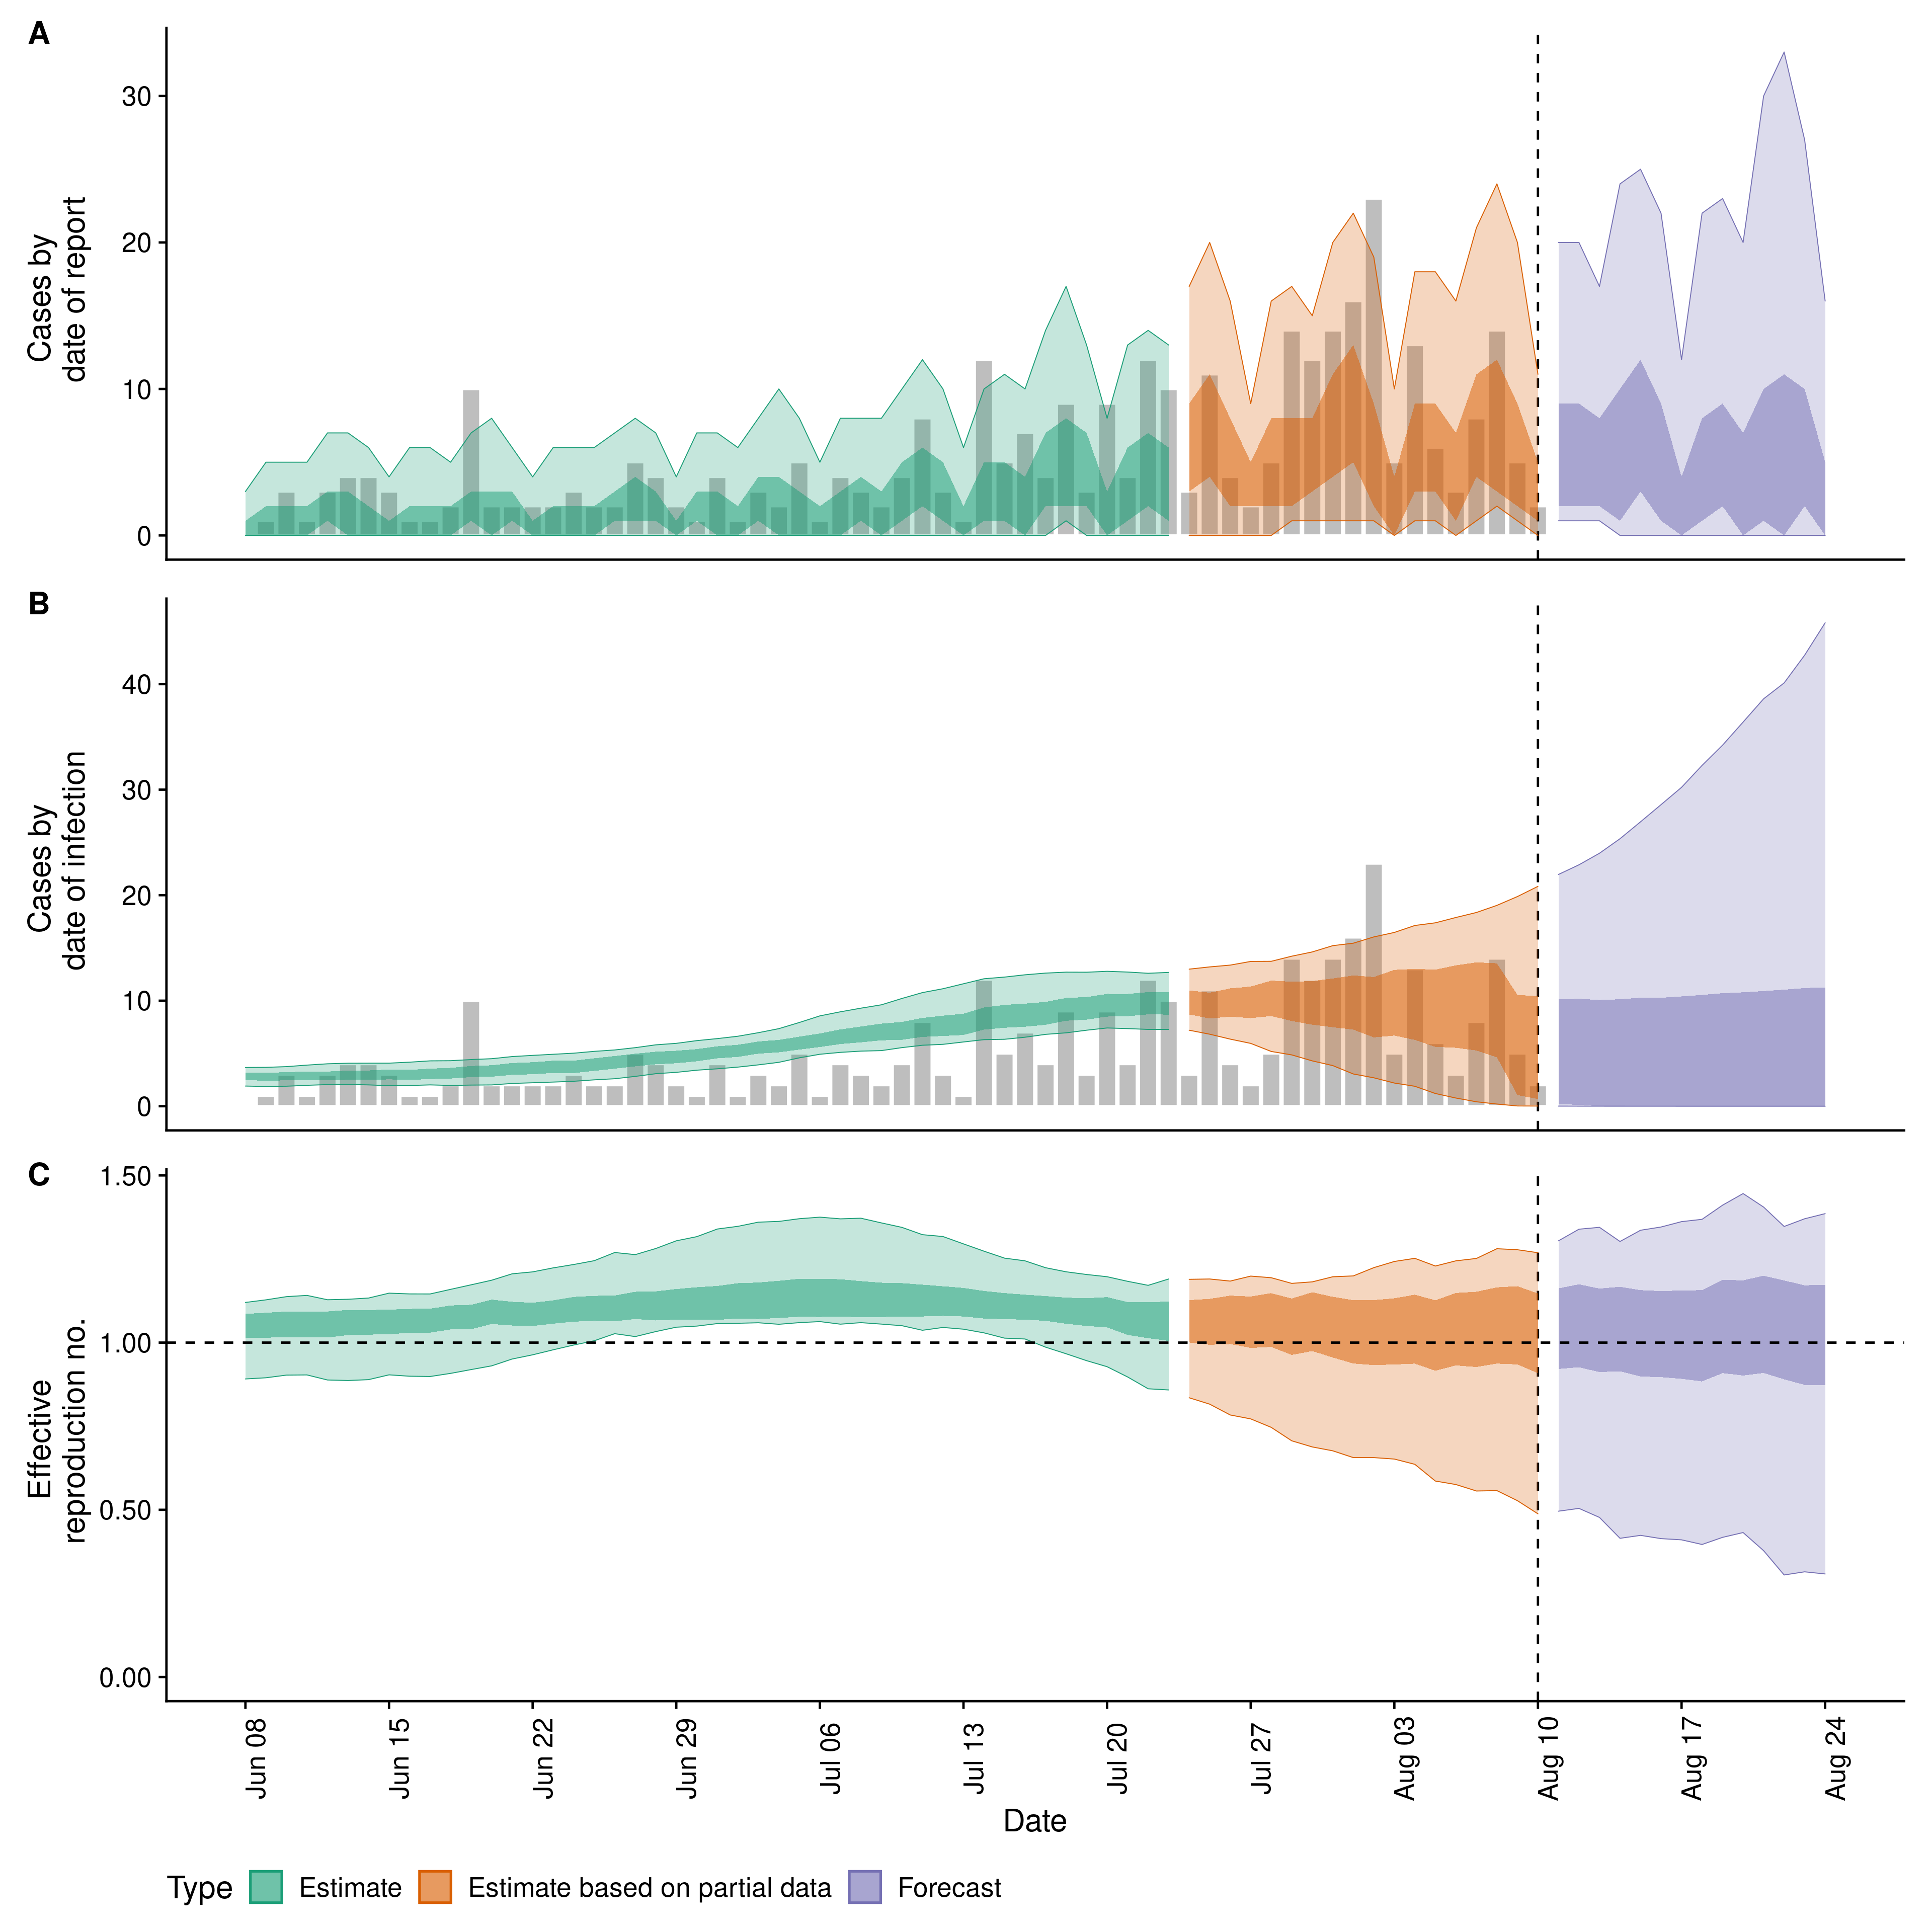 A
30
20
10
0
Cases by
date of report
B
40
30
20
10
0
Cases by
date of infection
C
1.50
1.00
0.50
0.00
Effective
reproduction no.
Jun 08
Jun 15
Jun 22
Jun 29
Jul 06
Jul 13
Jul 20
Jul 27
Aug 03
Aug 10
Aug 17
Aug 24
Date
Type Estimate Estimate based on partial data Forecast